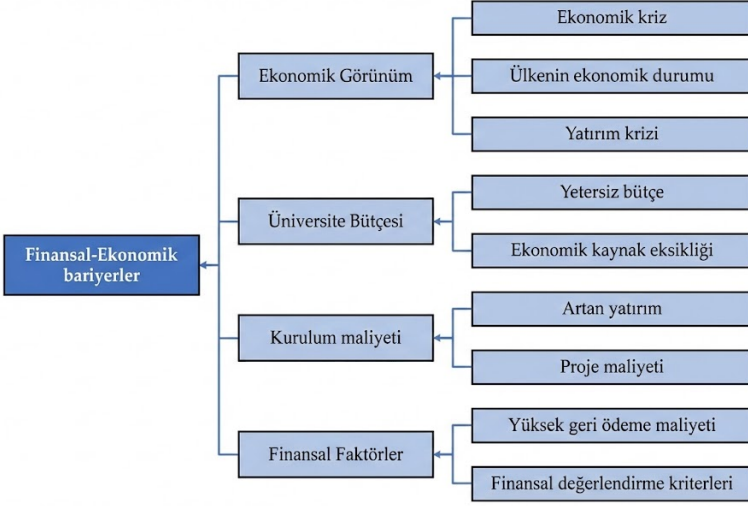 Finansal-Ekonomik
bariyerler
Ekonomik Görünüm
Ekonomik kriz
Ülkenin ekonomik durumu
Yatırım krizi
Üniversite Bütçesi
Yetersiz bütçe
Ekonomik kaynak eksikliği
Kurulum maliyeti
Artan yatırım
Proje maliyeti
Finansal Faktörler
Yüksek geri ödeme maliyeti
Finansal değerlendirme kriterleri